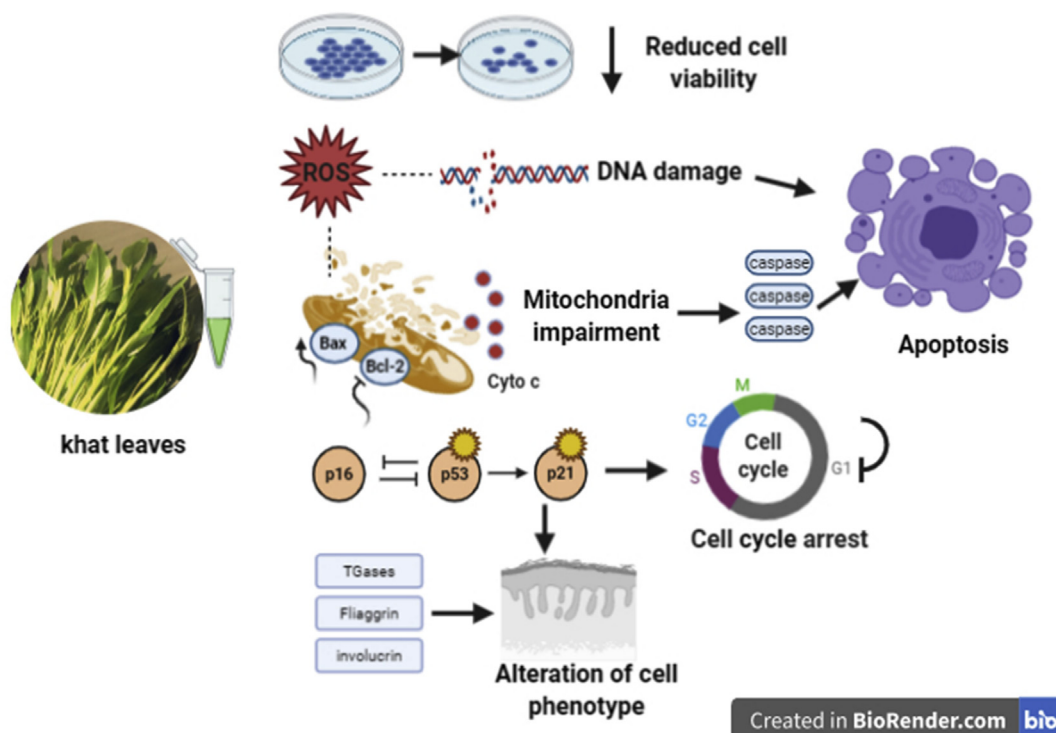 Reduced cell
viability
ROS
DNA damage
caspase
caspase
caspase
Mitochondria
impairment
Apoptosis
Bax
Bcl-2
Cyto c
khat leaves
p16
p53
p21
M
G2
S
G1
Cell
cycle
Cell cycle arrest
TGases
Fliaggrin
involucrin
Alteration of cell
phenotype
Created in BioRender.com
bio